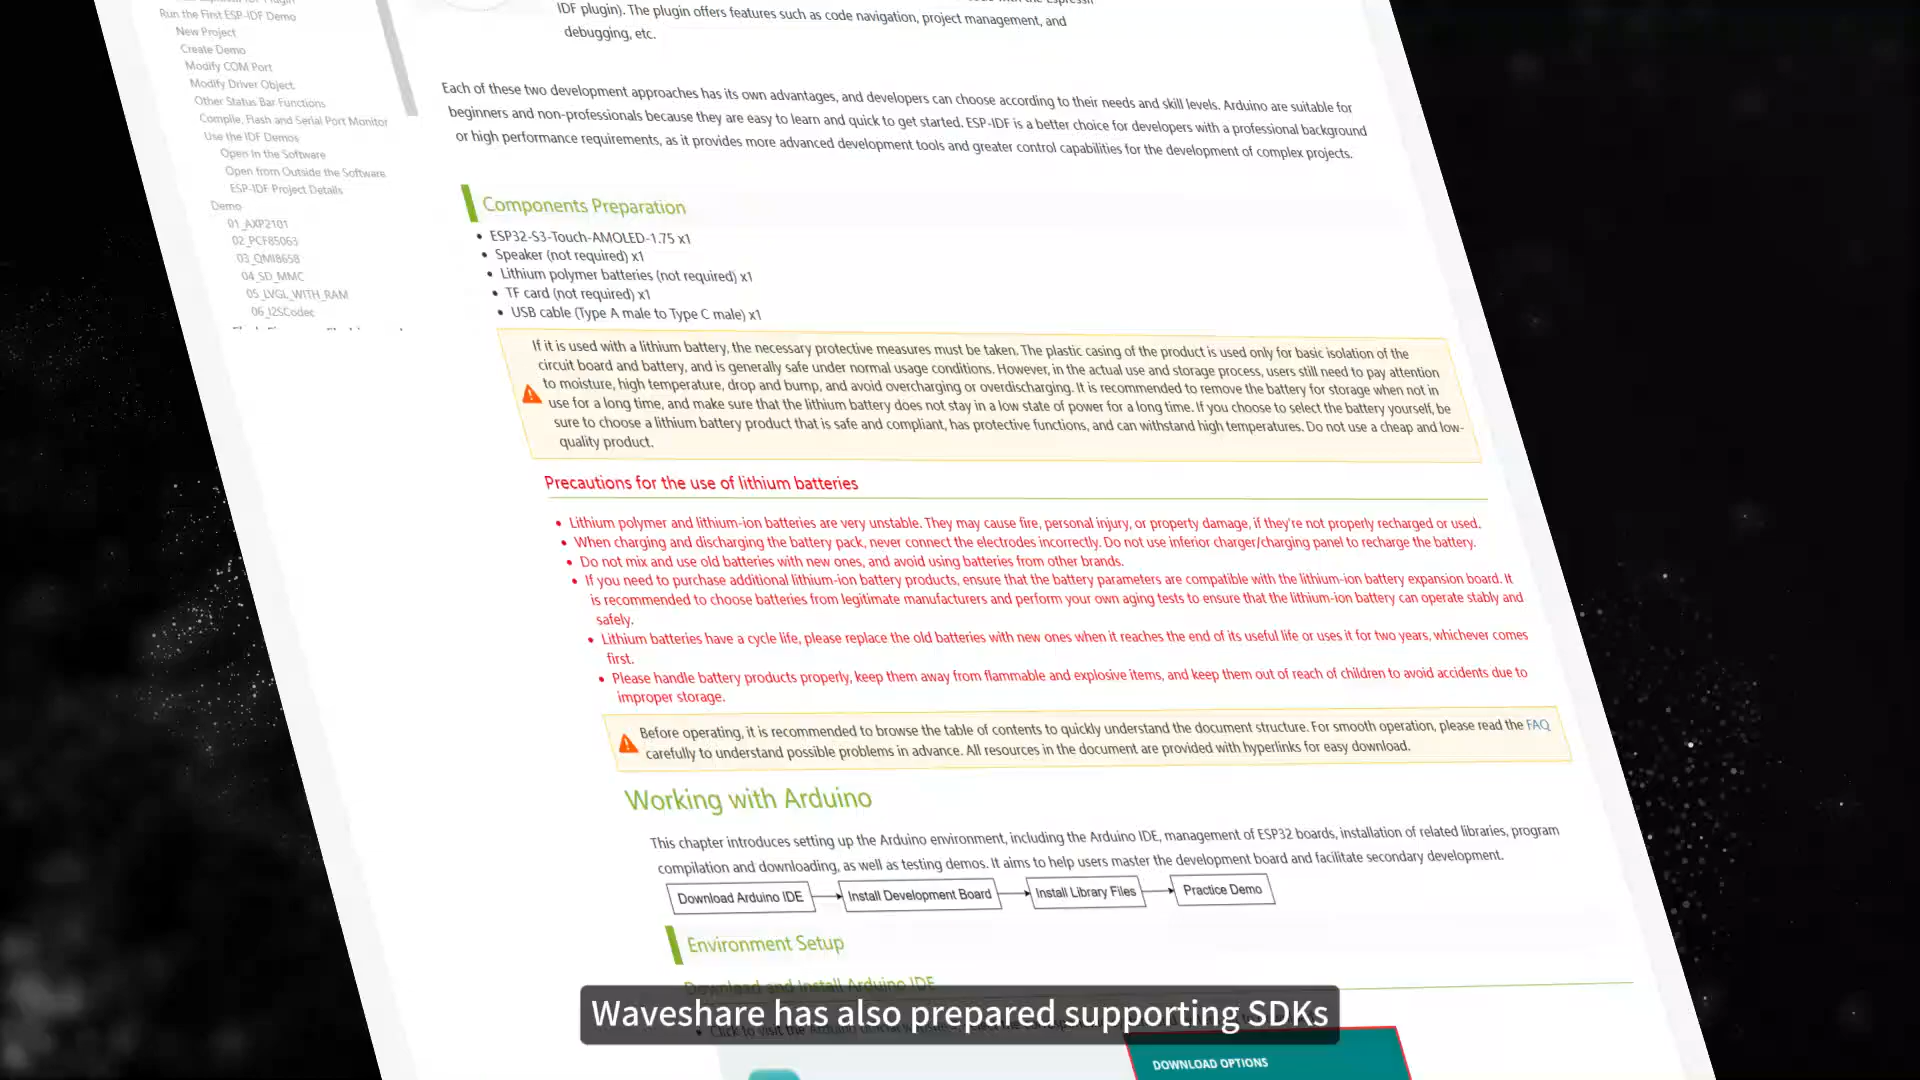 Run the First ESP-IDF Demo
New Project
Create Demo
Modify COM Port
Modify Driver Object
Other Status Bar Functions
Compile, Flash and Serial Port Monitor
Use the IDF Demos
Open In the Software
Open from Outside the Software
ESP-IDF Project Details
Demo
01_AXP2101
02_PCF85063
03_QMI8658
04_SD_MMC
05_LVGL_WITH_RAM
06_I2SCodec
IDF plugin). The plugin offers features such as code navigation, project management, and
debugging, etc.
Each of these two development approaches has its own advantages, and developers can choose according to their needs and skill levels. Arduino are suitable for
beginners and non-professionals because they are easy to learn and quick to get started. ESP-IDF is a better choice for developers with a professional background
or high performance requirements, as it provides more advanced development tools and greater control capabilities for the development of complex projects.
Components Preparation
• ESP32-S3-Touch-AMOLED-1.75 x1
• Speaker (not required) x1
• Lithium polymer batteries (not required) x1
• TF card (not required) x1
• USB cable (Type A male to Type C male) x1
If it is used with a lithium battery, the necessary protective measures must be taken. The plastic casing of the product is used only for basic isolation of the
circuit board and battery, and is generally safe under normal usage conditions. However, in the actual use and storage process, users still need to pay attention
to moisture, high temperature, drop and bump, and avoid overcharging or overdischarging. It is recommended to remove the battery for storage when not in
use for a long time, and make sure that the lithium battery does not stay in a low state of power for a long time. If you choose to select the battery yourself, be
sure to choose a lithium battery product that is safe and compliant, has protective functions, and can withstand high temperatures. Do not use a cheap and low-
quality product.
Precautions for the use of lithium batteries
• Lithium polymer and lithium-ion batteries are very unstable. They may cause fire, personal injury, or property damage, if they're not properly recharged or used.
• When charging and discharging the battery pack, never connect the electrodes incorrectly. Do not use inferior charger/charging panel to recharge the battery.
• Do not mix and use old batteries with new ones, and avoid using batteries from other brands.
• If you need to purchase additional lithium-ion battery products, ensure that the battery parameters are compatible with the lithium-ion battery expansion board. It
is recommended to choose batteries from legitimate manufacturers and perform your own aging tests to ensure that the lithium-ion battery can operate stably and
safely.
• Lithium batteries have a cycle life, please replace the old batteries with new ones when it reaches the end of its useful life or uses it for two years, whichever comes
first.
• Please handle battery products properly, keep them away from flammable and explosive items, and keep them out of reach of children to avoid accidents due to
improper storage.
Before operating, it is recommended to browse the table of contents to quickly understand the document structure. For smooth operation, please read the FAQ
carefully to understand possible problems in advance. All resources in the document are provided with hyperlinks for easy download.
Working with Arduino
This chapter introduces setting up the Arduino environment, including the Arduino IDE, management of ESP32 boards, installation of related libraries, program
compilation and downloading, as well as testing demos. It aims to help users master the development board and facilitate secondary development.
Download Arduino IDE
Install Development Board
Install Library Files
Practice Demo
Environment Setup
Download and Install Arduino IDE
Waveshare has also prepared supporting SDKs
• Click to visit the Arduino
DOWNLOAD OPTIONS